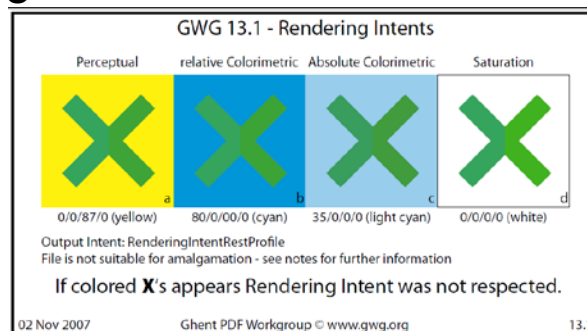 GWG 13.1 - Rendering Intents
Perceptual relative Colorimetric Absolute Colorimetric Saturation
a b c d
0/0/87/0 (yellow) 80/0/00/0 (cyan) 35/0/0/0 (light cyan) 0/0/0/0 (white)
Output Intent: RenderingIntentRestProfile
File is not suitable for amalgamation - see notes for further information
If colored X's appears Rendering Intent was not respected.
02 Nov 2007 Ghent PDF Workgroup © www.gwg.org 13.